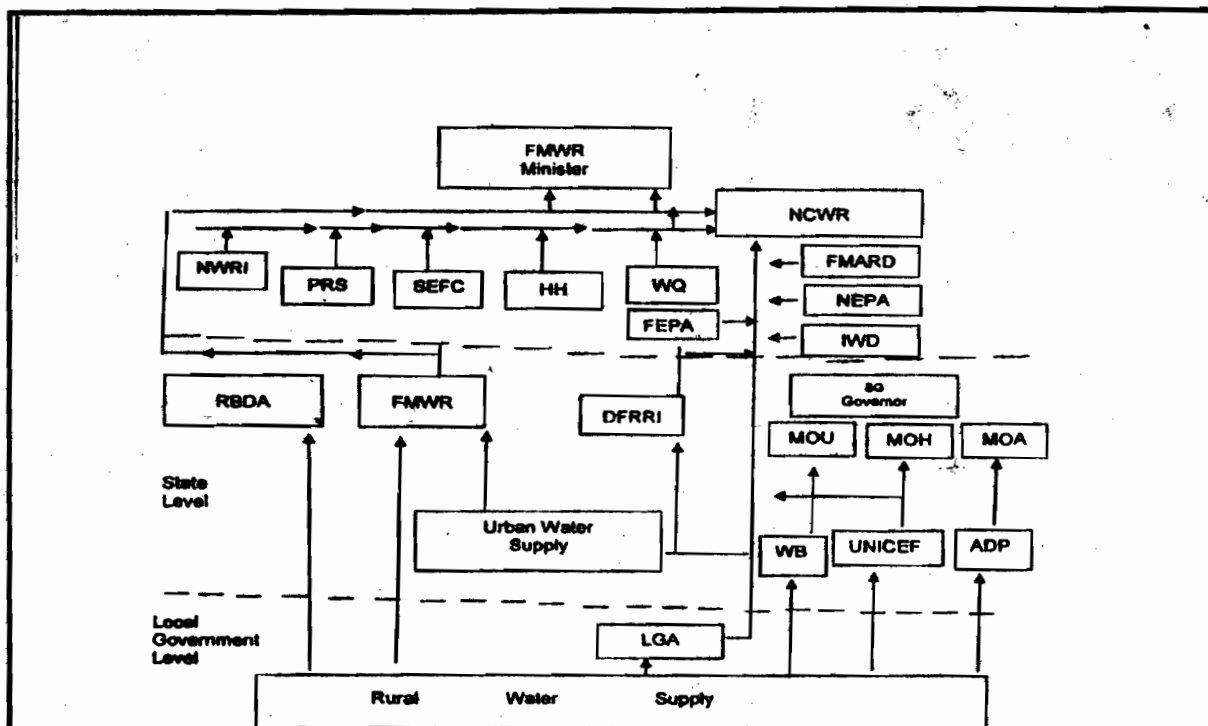 FMWR
Minister
NCWR
NWRI
PRS
SEFC
HH
WQ
FMARD
NEPA
FEPA
IWD
RBDA
FMWR
DFRRI
SG
Governor
MOU
MOH
MOA
State
Level
Urban Water
Supply
WB
UNICEF
ADP
Local
Government
Level
LGA
Rural Water Supply